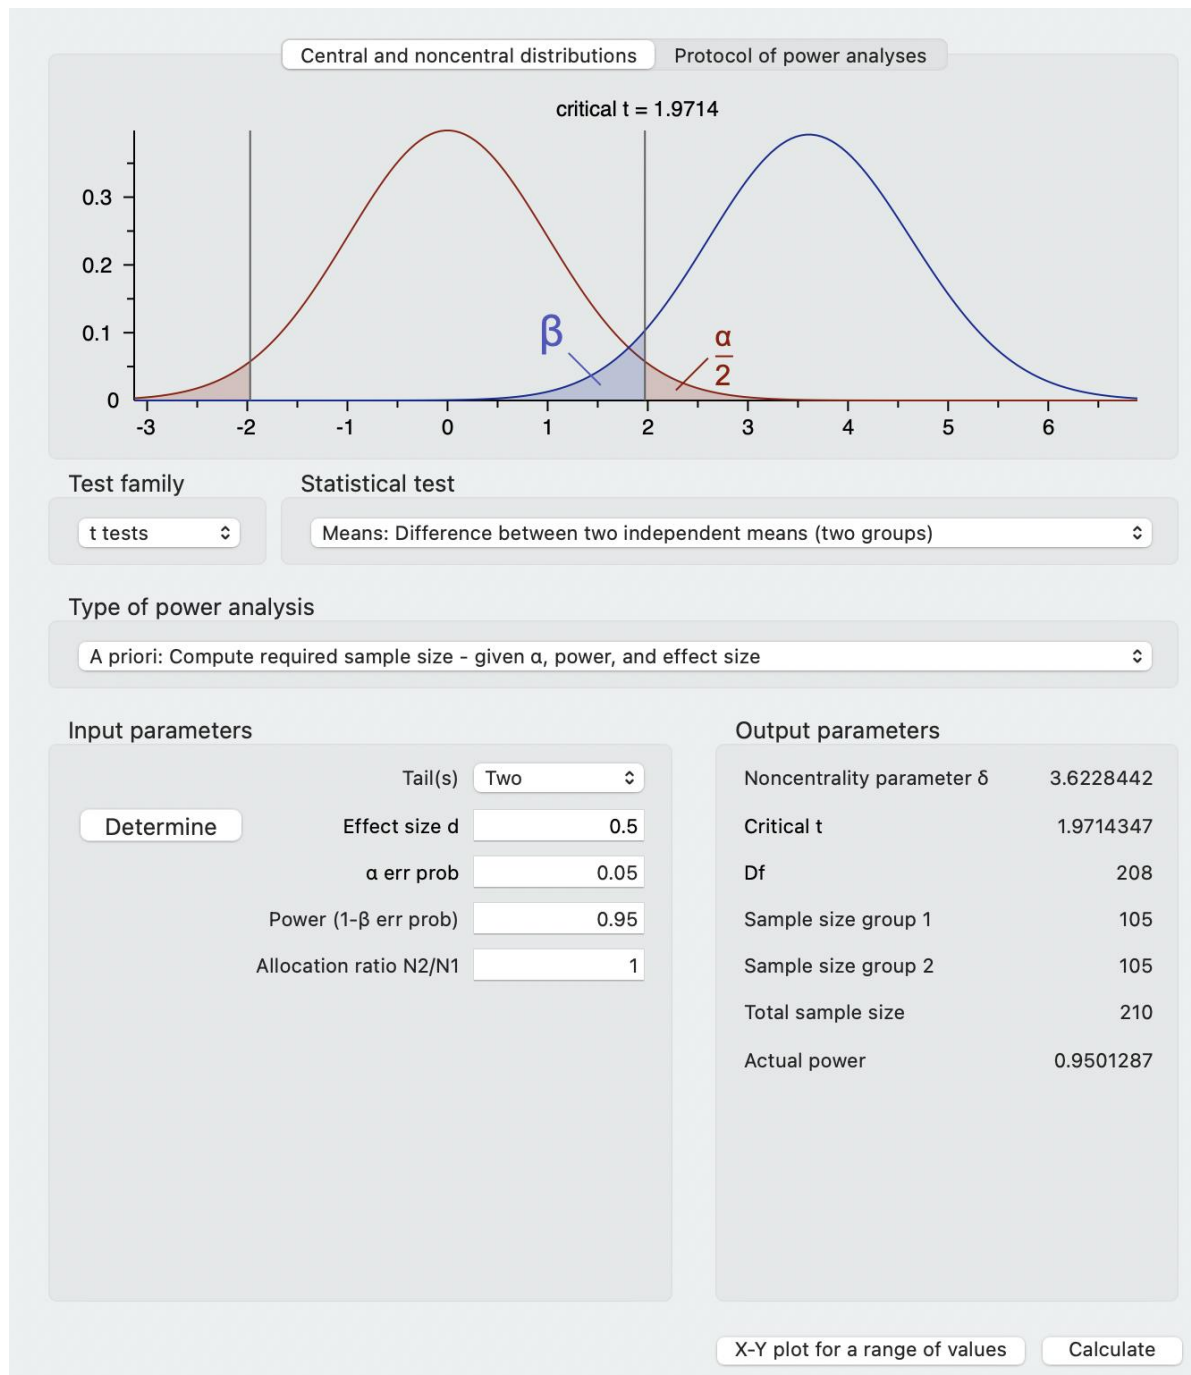 Central and noncentral distributions Protocol of power analyses
critical t = 1.9714
0.3
0.2
0.1
0
β
α
2
-3 -2 -1 0 1 2 3 4 5 6
Test family Statistical test
t tests Means: Difference between two independent means (two groups)
Type of power analysis
A priori: Compute required sample size - given α, power, and effect size
Input parameters Output parameters
Tail(s) Two Noncentrality parameter δ 3.6228442
Determine Effect size d 0.5 Critical t 1.9714347
α err prob 0.05 Df 208
Power (1-β err prob) 0.95 Sample size group 1 105
Allocation ratio N2/N1 1 Sample size group 2 105
Total sample size 210
Actual power 0.9501287
X-Y plot for a range of values Calculate